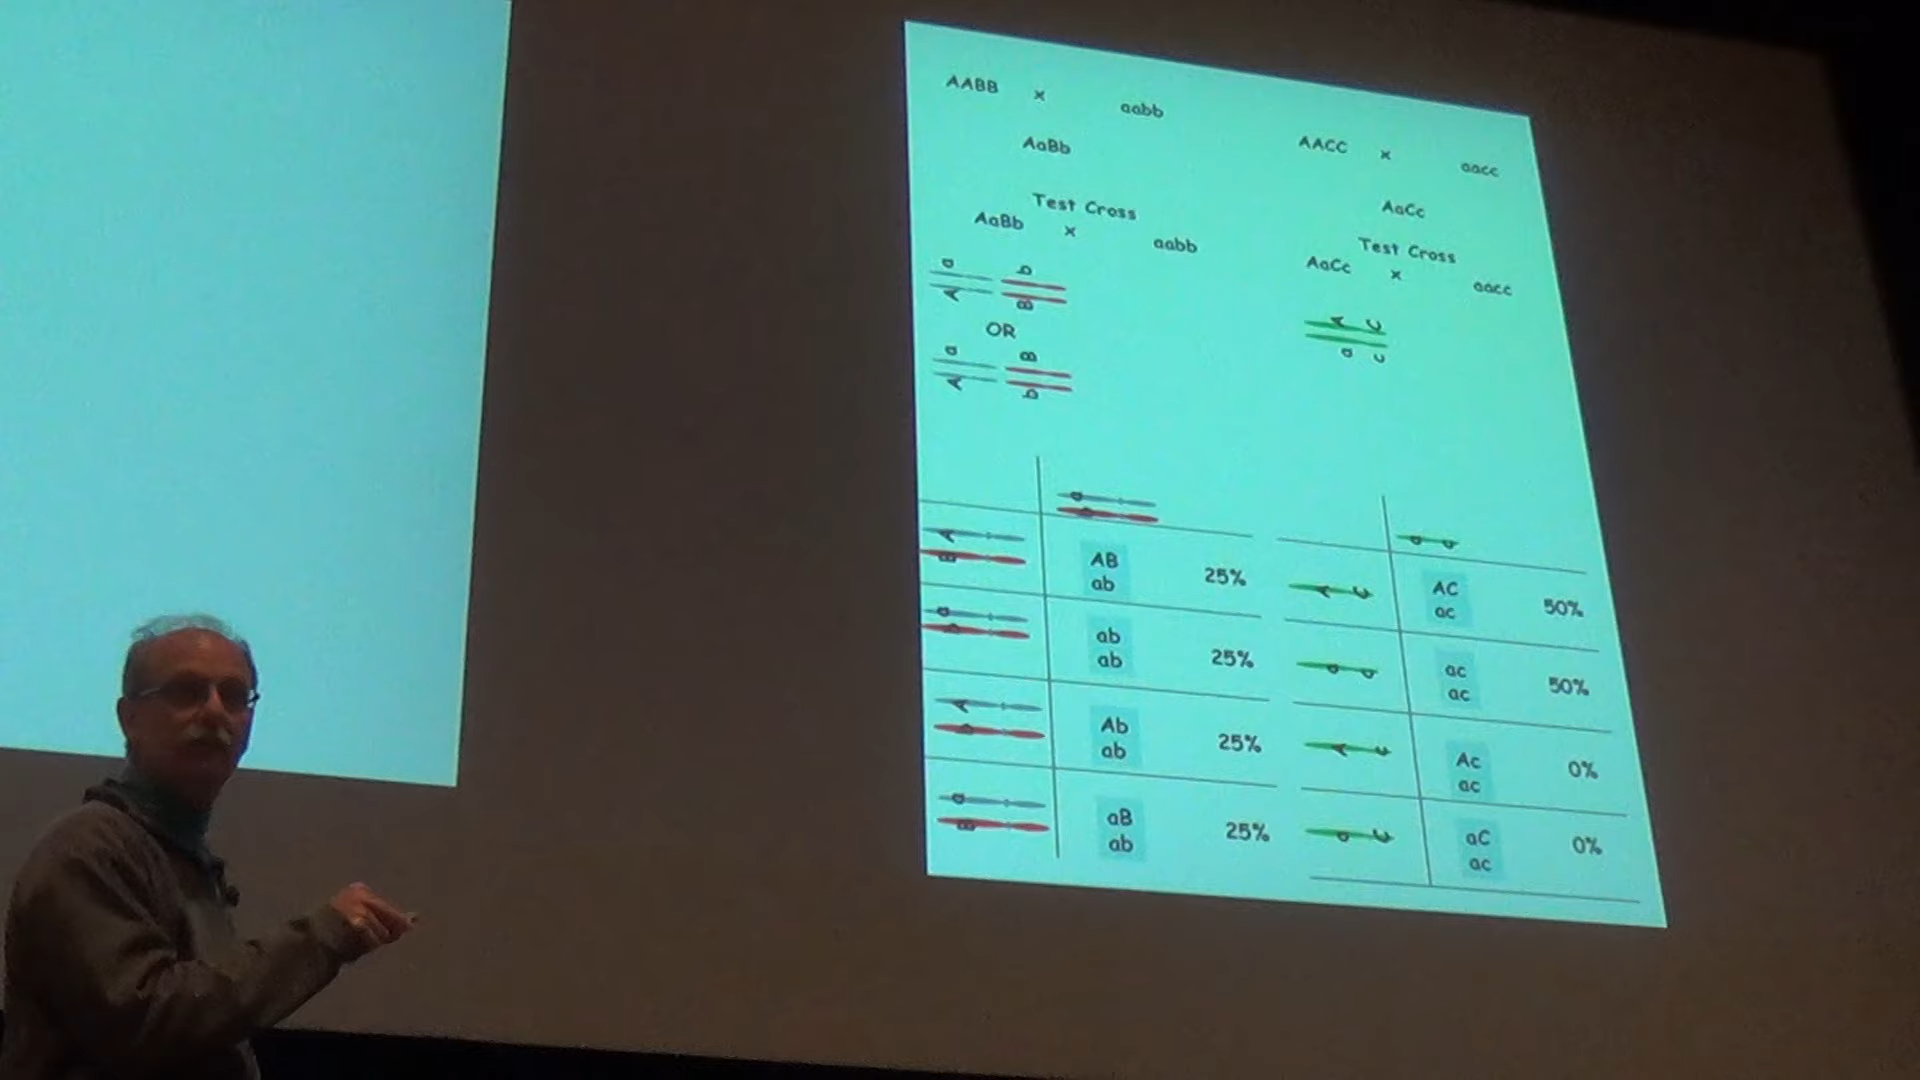 AABB x aabb
AaBb
Test Cross
AaBb x aabb
a b
A B
OR
a B
A b
AB
ab 25%
ab
ab 25%
Ab
ab 25%
aB
ab 25%
AACC x aacc
AaCc
Test Cross
AaCc x aacc
A C
a c
AC
ac 50%
ac
ac 50%
Ac
ac 0%
aC
ac 0%